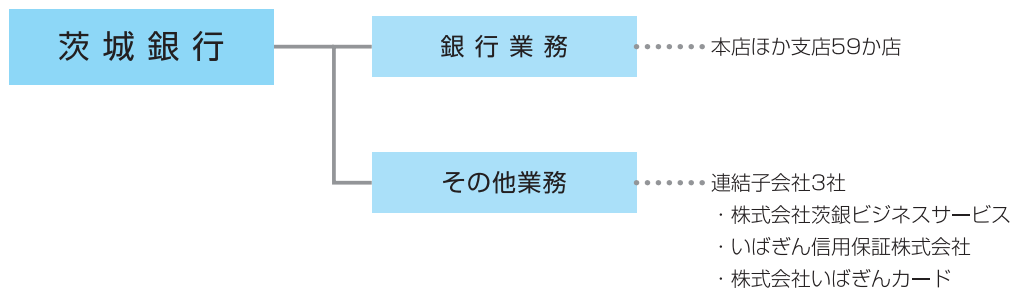 茨城銀行
銀行業務
本店ほか支店59か店
その他業務
連結子会社3社
・株式会社茨銀ビジネスサービス
・いばぎん信用保証株式会社
・株式会社いばぎんカード